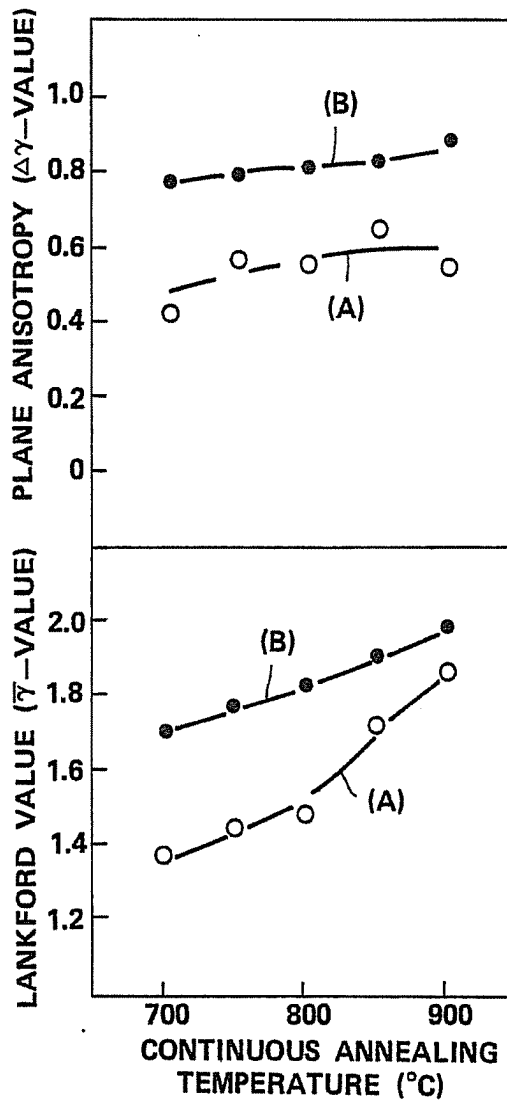 PLANE ANISOTROPY (Δγ-VALUE)
1.0
0.8
0.6
0.4
0.2
0
(B)
(A)
LANKFORD VALUE (γ̅-VALUE)
2.0
1.8
1.6
1.4
1.2
(B)
(A)
700 800 900
CONTINUOUS ANNEALING
TEMPERATURE (°C)